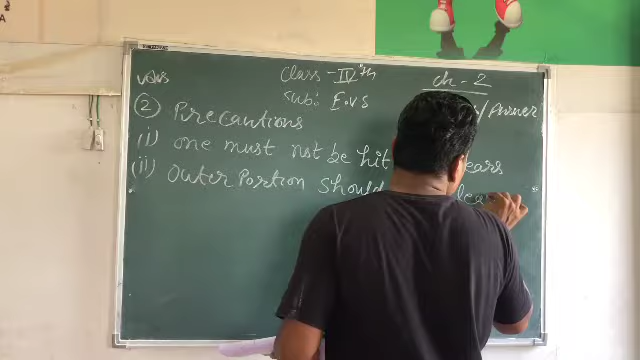 Class - IV th
Ch - 2
Sub: E.V.S
/ Answer
② Precautions
(i) one must not be hit ears
(ii) Outer Portion should